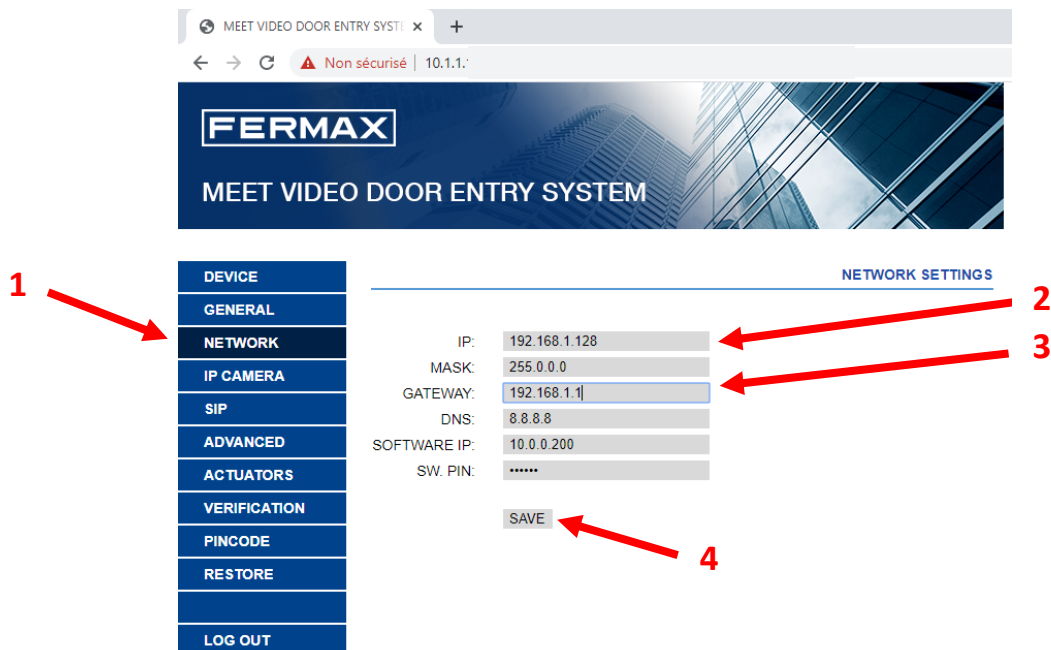 MEET VIDEO DOOR ENTRY SYST
Non sécurisé | 10.1.1.
FERMAX
MEET VIDEO DOOR ENTRY SYSTEM
NETWORK SETTINGS
1
DEVICE
GENERAL
NETWORK
IP CAMERA
SIP
ADVANCED
ACTUATORS
VERIFICATION
PINCODE
RESTORE
LOG OUT
IP: 192.168.1.128
MASK: 255.0.0.0
GATEWAY: 192.168.1.1
DNS: 8.8.8.8
SOFTWARE IP: 10.0.0.200
SW. PIN: ••••••
SAVE
2
3
4